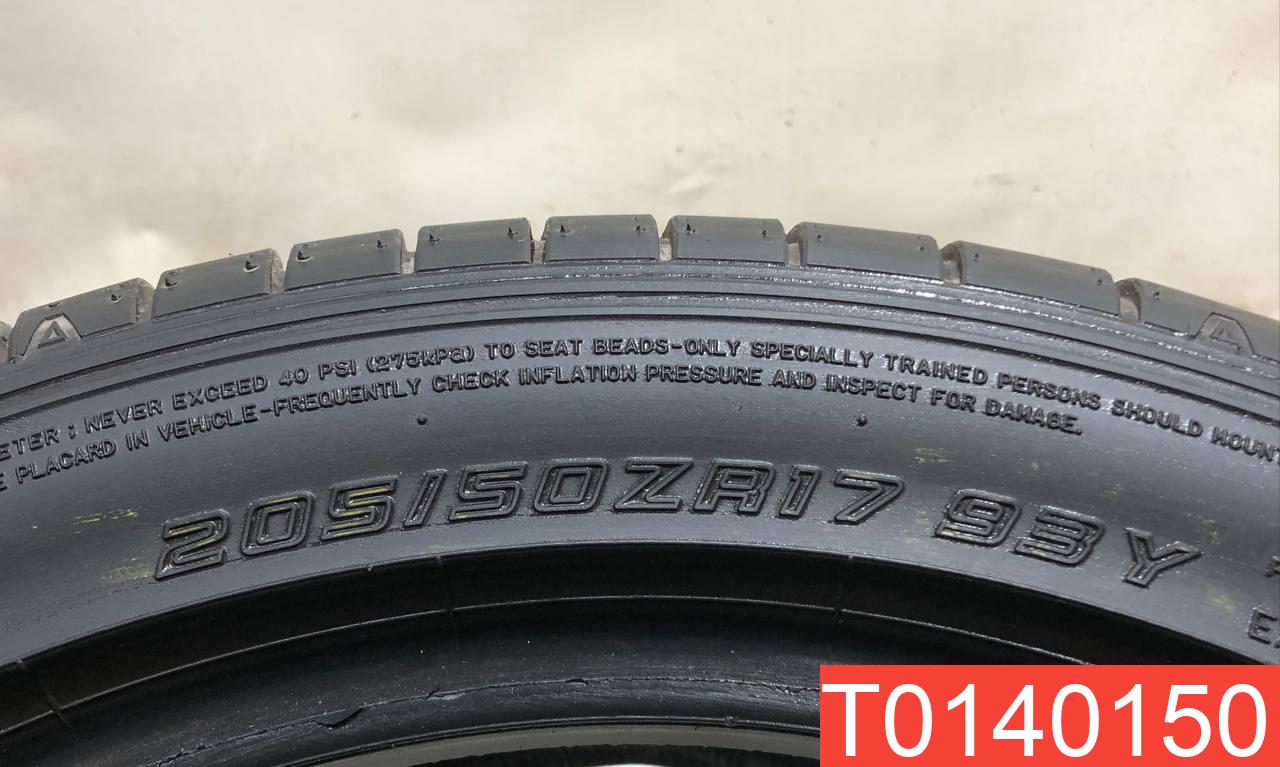 A A
ETER : NEVER EXCEED 40 PSI (275kPa) TO SEAT BEADS-ONLY SPECIALLY TRAINED PERSONS SHOULD MOUNT
E PLACARD IN VEHICLE-FREQUENTLY CHECK INFLATION PRESSURE AND INSPECT FOR DAMAGE.
205/50ZR17 93Y
T0140150